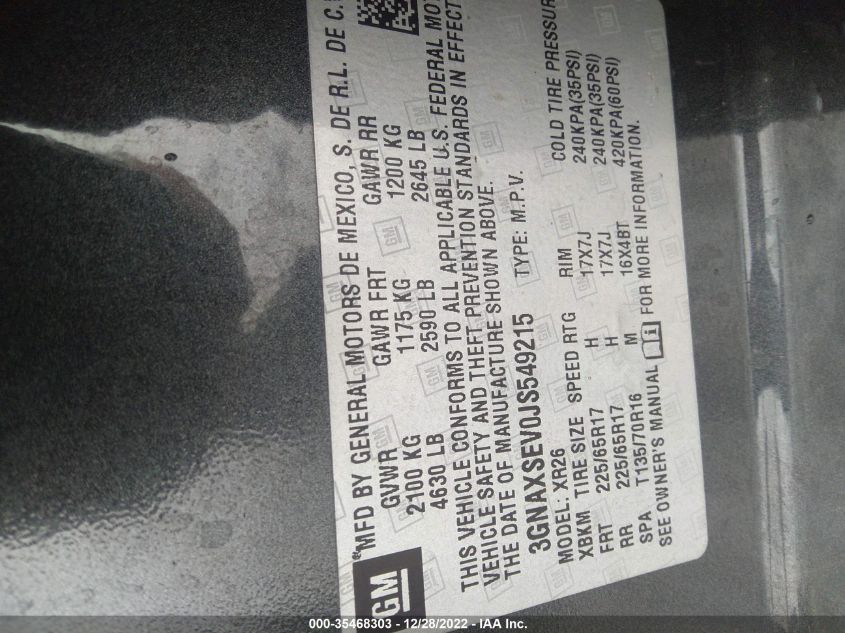 GM
MFD BY GENERAL MOTORS DE MEXICO, S. DE R.L. DE C.
GVWR GAWR FRT GAWR RR
2100 KG 1175 KG 1200 KG
4630 LB 2590 LB 2645 LB
THIS VEHICLE CONFORMS TO ALL APPLICABLE U.S. FEDERAL
VEHICLE SAFETY AND THEFT PREVENTION STANDARDS IN EFFECT
THE DATE OF MANUFACTURE SHOWN ABOVE.
3GNAXSEV0JS549215 TYPE: M.P.V.
MODEL: XR26
XBKM TIRE SIZE SPEED RTG RIM COLD TIRE PRESSUR
FRT 225/65R17 H 17X7J 240KPA(35PSI)
RR 225/65R17 H 17X7J 240KPA(35PSI)
SPA T135/70R16 M 16X4BT 420KPA(60PSI)
SEE OWNER'S MANUAL i FOR MORE INFORMATION.
000-35468303 - 12/28/2022 - IAA Inc.